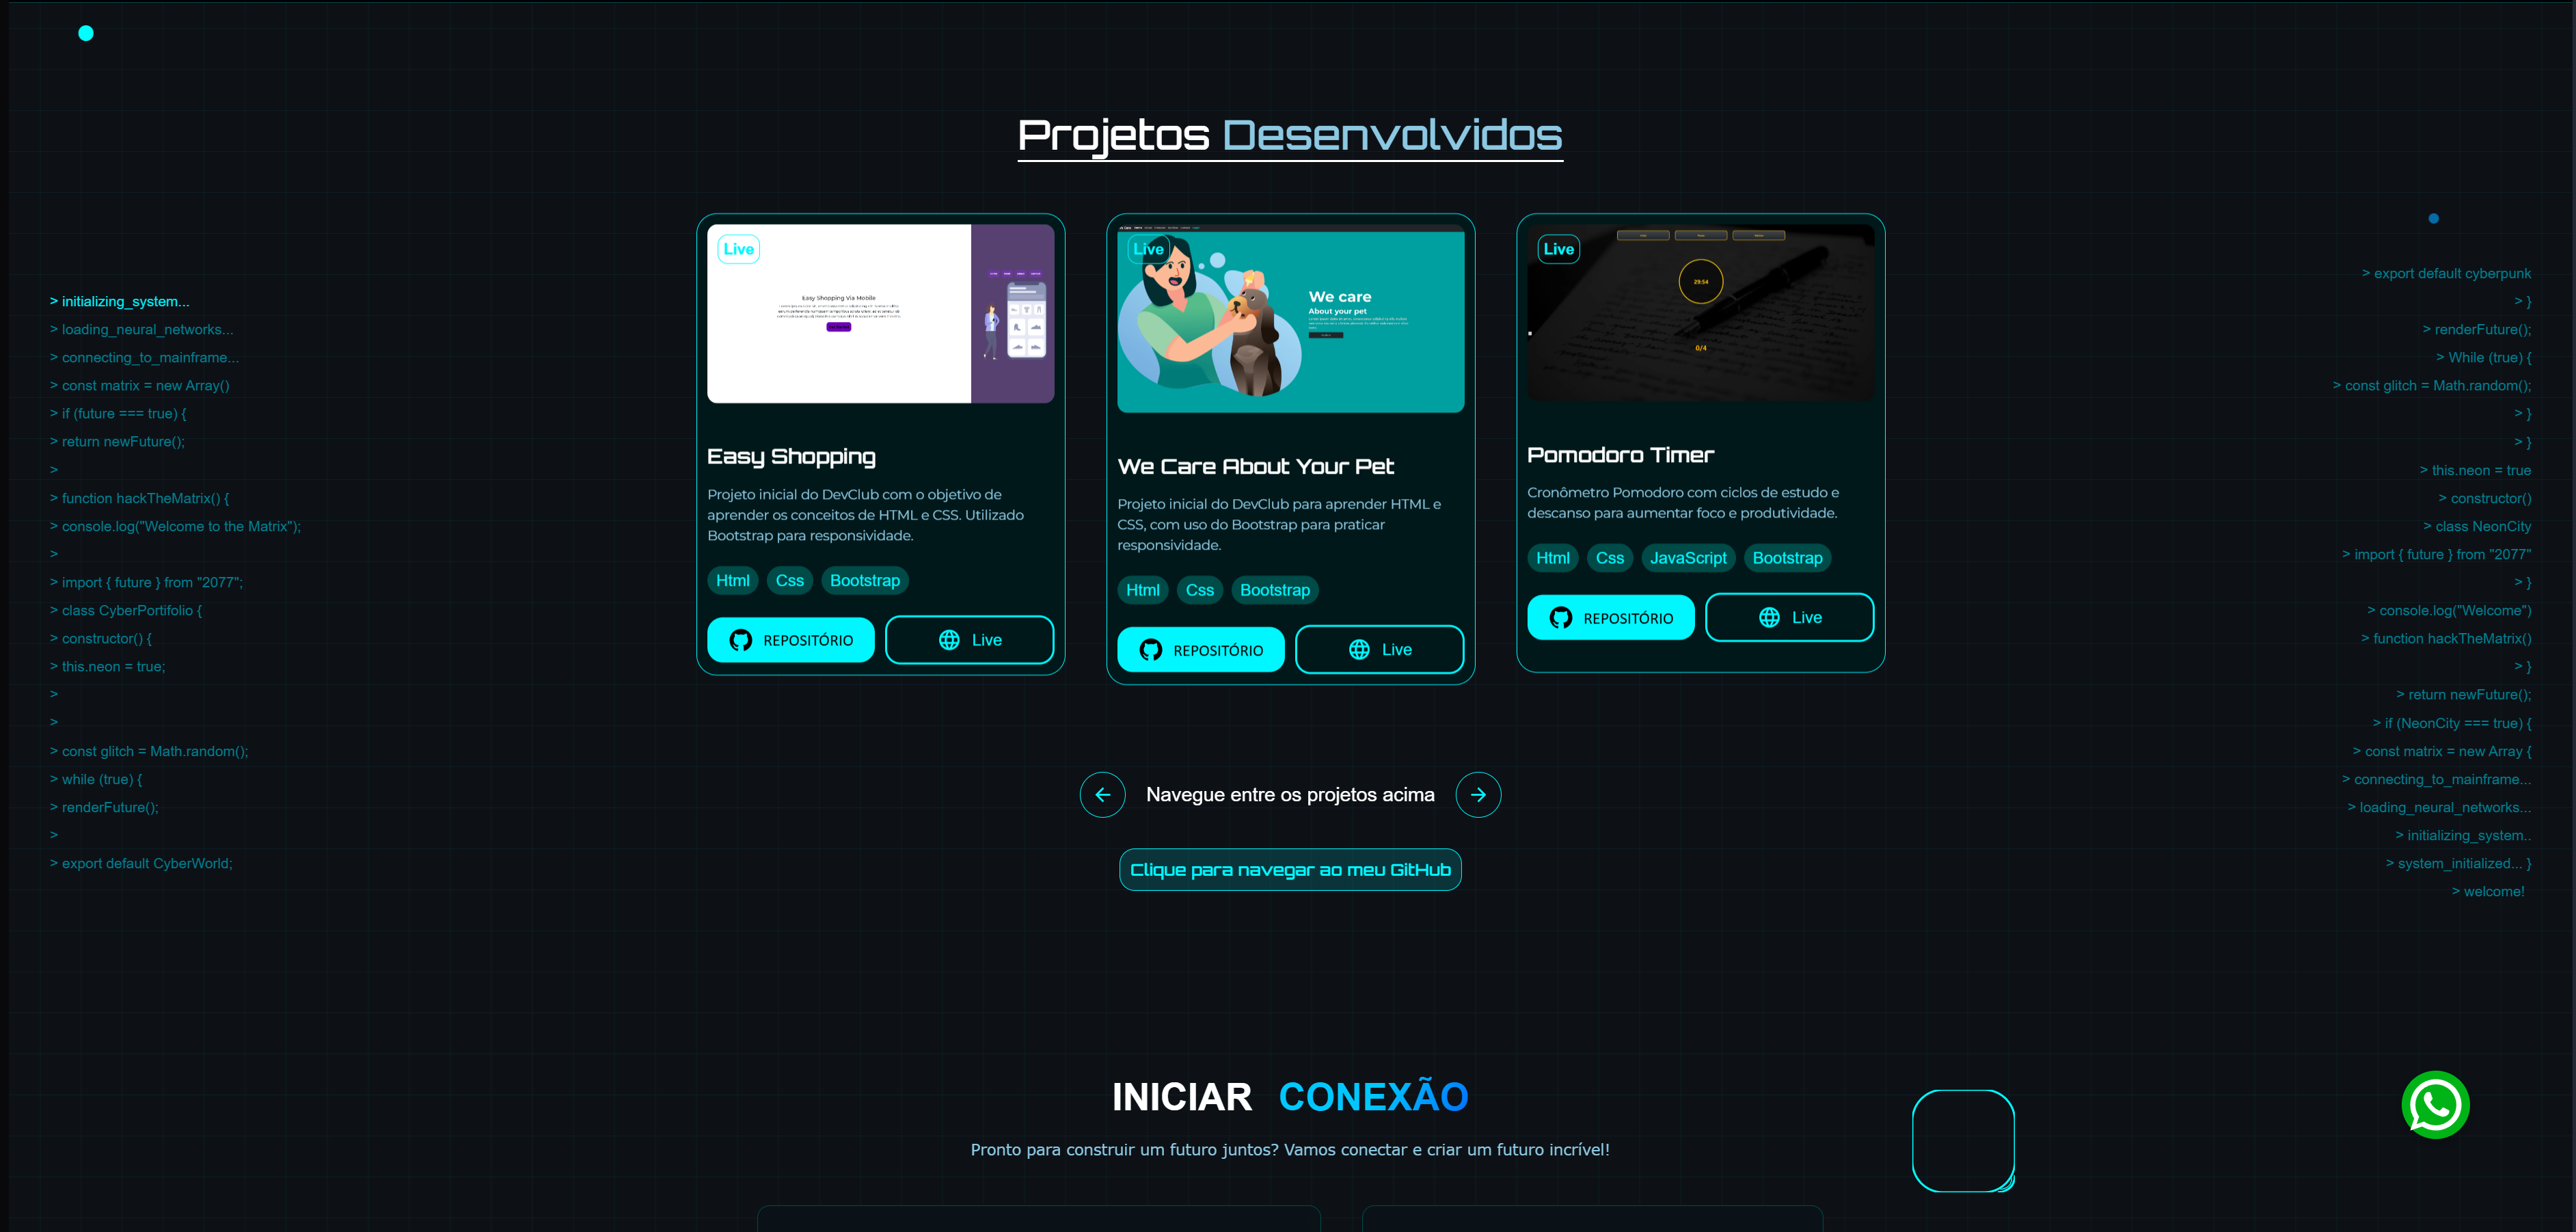 Projetos Desenvolvidos
> initializing_system...
> loading_neural_networks...
> connecting_to_mainframe...
> const matrix = new Array()
> if (future === true) {
> return newFuture();
>
> function hackTheMatrix() {
> console.log("Welcome to the Matrix");
>
> import { future } from "2077";
> class CyberPortifolio {
> constructor() {
> this.neon = true;
>
>
> const glitch = Math.random();
> while (true) {
> renderFuture();
>
> export default CyberWorld;
Live
Easy Shopping Via Mobile
Easy Shopping
Projeto inicial do DevClub com o objetivo de
aprender os conceitos de HTML e CSS. Utilizado
Bootstrap para responsividade.
Html Css Bootstrap
REPOSITÓRIO Live
Live
We care
About your pet
We Care About Your Pet
Projeto inicial do DevClub para aprender HTML e
CSS, com uso do Bootstrap para praticar
responsividade.
Html Css Bootstrap
REPOSITÓRIO Live
Live
29:54
0/4
Pomodoro Timer
Cronômetro Pomodoro com ciclos de estudo e
descanso para aumentar foco e produtividade.
Html Css JavaScript Bootstrap
REPOSITÓRIO Live
> export default cyberpunk
> }
> renderFuture();
> While (true) {
> const glitch = Math.random();
> }
> }
> this.neon = true
> constructor()
> class NeonCity
> import { future } from "2077"
> }
> console.log("Welcome")
> function hackTheMatrix()
> }
> return newFuture();
> if (NeonCity === true) {
> const matrix = new Array {
> connecting_to_mainframe...
> loading_neural_networks...
> initializing_system..
> system_initialized... }
> welcome!
Navegue entre os projetos acima
Clique para navegar ao meu GitHub
INICIAR CONEXÃO
Pronto para construir um futuro juntos? Vamos conectar e criar um futuro incrível!